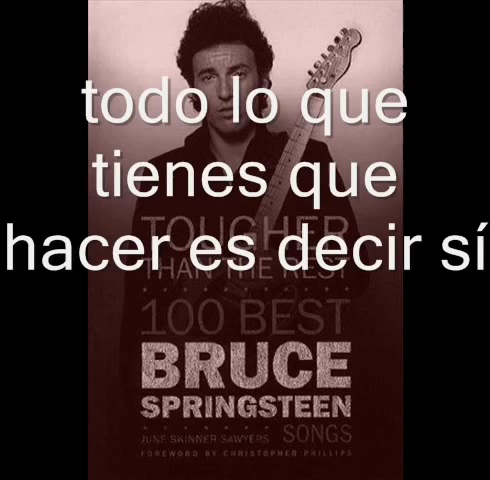 todo lo que
tienes que
hacer es decir sí
TOUGHER
THAN THE REST
100 BEST
BRUCE
SPRINGSTEEN
JUNE SKINNER SAWYERS SONGS
FOREWORD BY CHRISTOPHER PHILLIPS